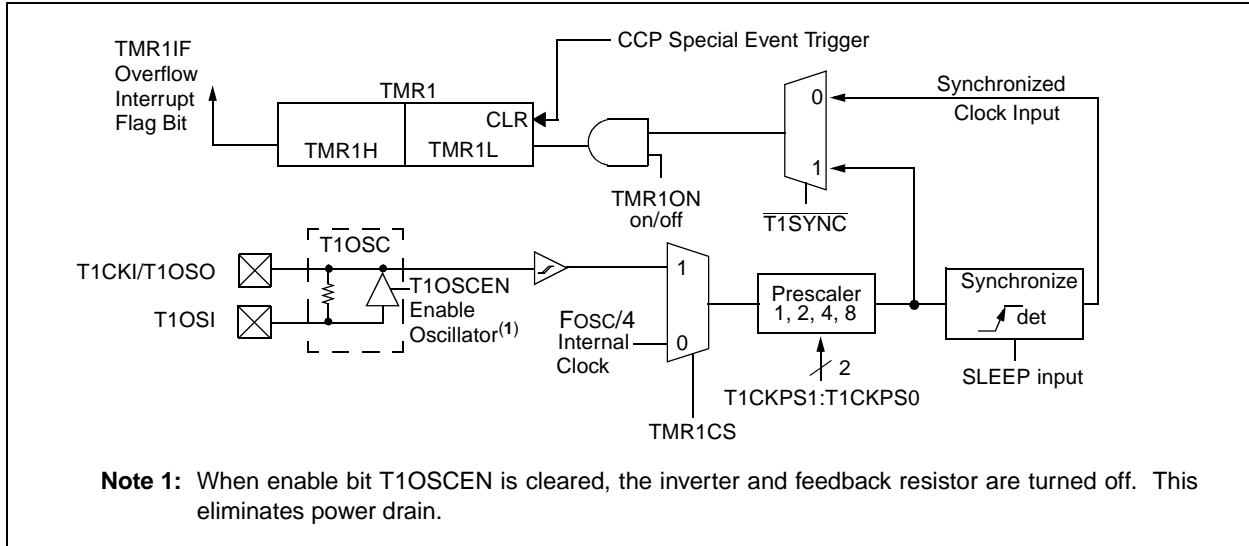 TMR1IF
Overflow
Interrupt
Flag Bit
CCP Special Event Trigger
TMR1
CLR
TMR1H
TMR1L
TMR1ON
on/off
0
1
T1SYNC
Synchronized
Clock Input
T1OSC
T1CKI/T1OSO
T1OSI
T1OSCEN
Enable
Oscillator(1)
FOSC/4
Internal
Clock
1
0
TMR1CS
Prescaler
1, 2, 4, 8
2
T1CKPS1:T1CKPS0
Synchronize
det
SLEEP input
Note 1: When enable bit T1OSCEN is cleared, the inverter and feedback resistor are turned off. This
eliminates power drain.